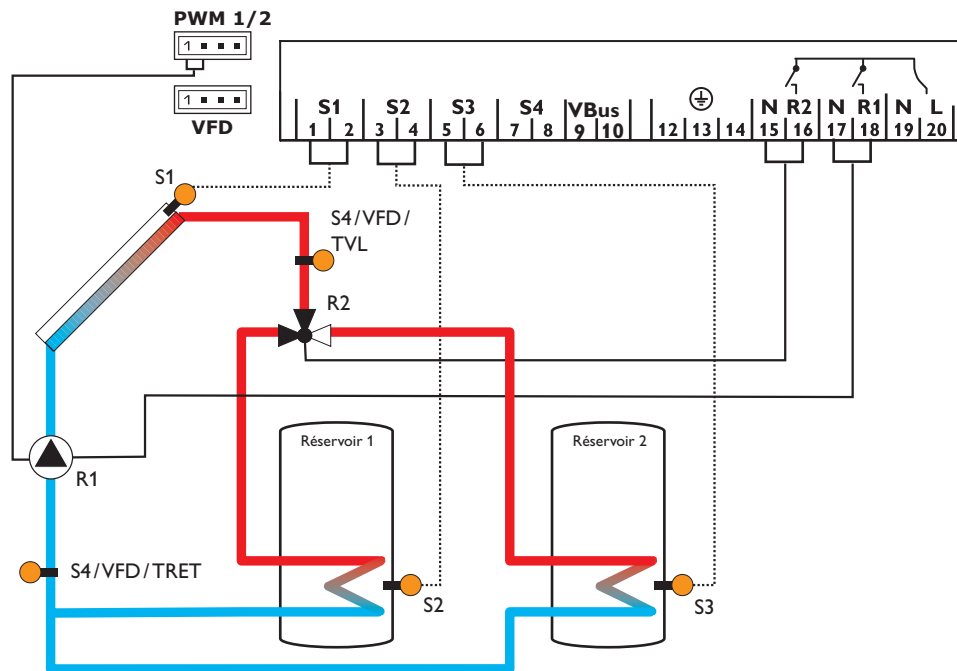 PWM 1/2
1
1
VFD
S1 S2 S3 S4 VBus N R2 N R1 N L
1 2 3 4 5 6 7 8 9 10 12 13 14 15 16 17 18 19 20
S1
S4/VFD/
TVL
R2
Réservoir 1
Réservoir 2
R1
S4/VFD/TRET
S2
S3